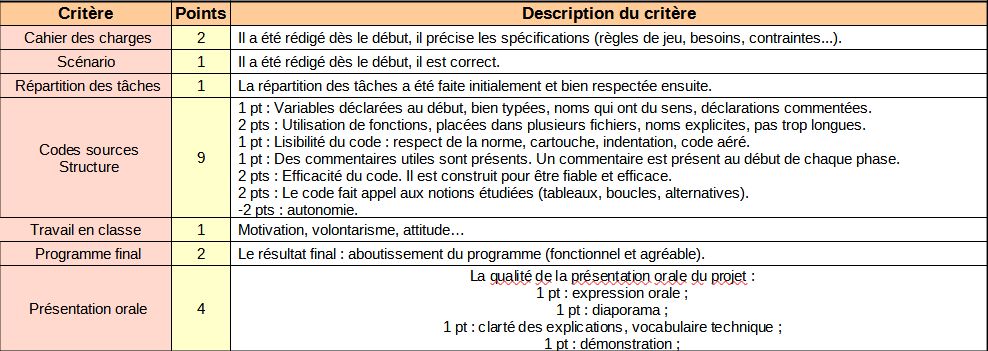 Critère Points Description du critère
Cahier des charges 2 Il a été rédigé dès le début, il précise les spécifications (règles de jeu, besoins, contraintes...).
Scénario 1 Il a été rédigé dès le début, il est correct.
Répartition des tâches 1 La répartition des tâches a été faite initialement et bien respectée ensuite.
Codes sources
Structure
9
1 pt : Variables déclarées au début, bien typées, noms qui ont du sens, déclarations commentées.
2 pts : Utilisation de fonctions, placées dans plusieurs fichiers, noms explicites, pas trop longues.
1 pt : Lisibilité du code : respect de la norme, cartouche, indentation, code aéré.
1 pt : Des commentaires utiles sont présents. Un commentaire est présent au début de chaque phase.
2 pts : Efficacité du code. Il est construit pour être fiable et efficace.
2 pts : Le code fait appel aux notions étudiées (tableaux, boucles, alternatives).
-2 pts : autonomie.
Travail en classe 1 Motivation, volontarisme, attitude…
Programme final 2 Le résultat final : aboutissement du programme (fonctionnel et agréable).
Présentation orale
4
La qualité de la présentation orale du projet :
1 pt : expression orale ;
1 pt : diaporama ;
1 pt : clarté des explications, vocabulaire technique ;
1 pt : démonstration ;